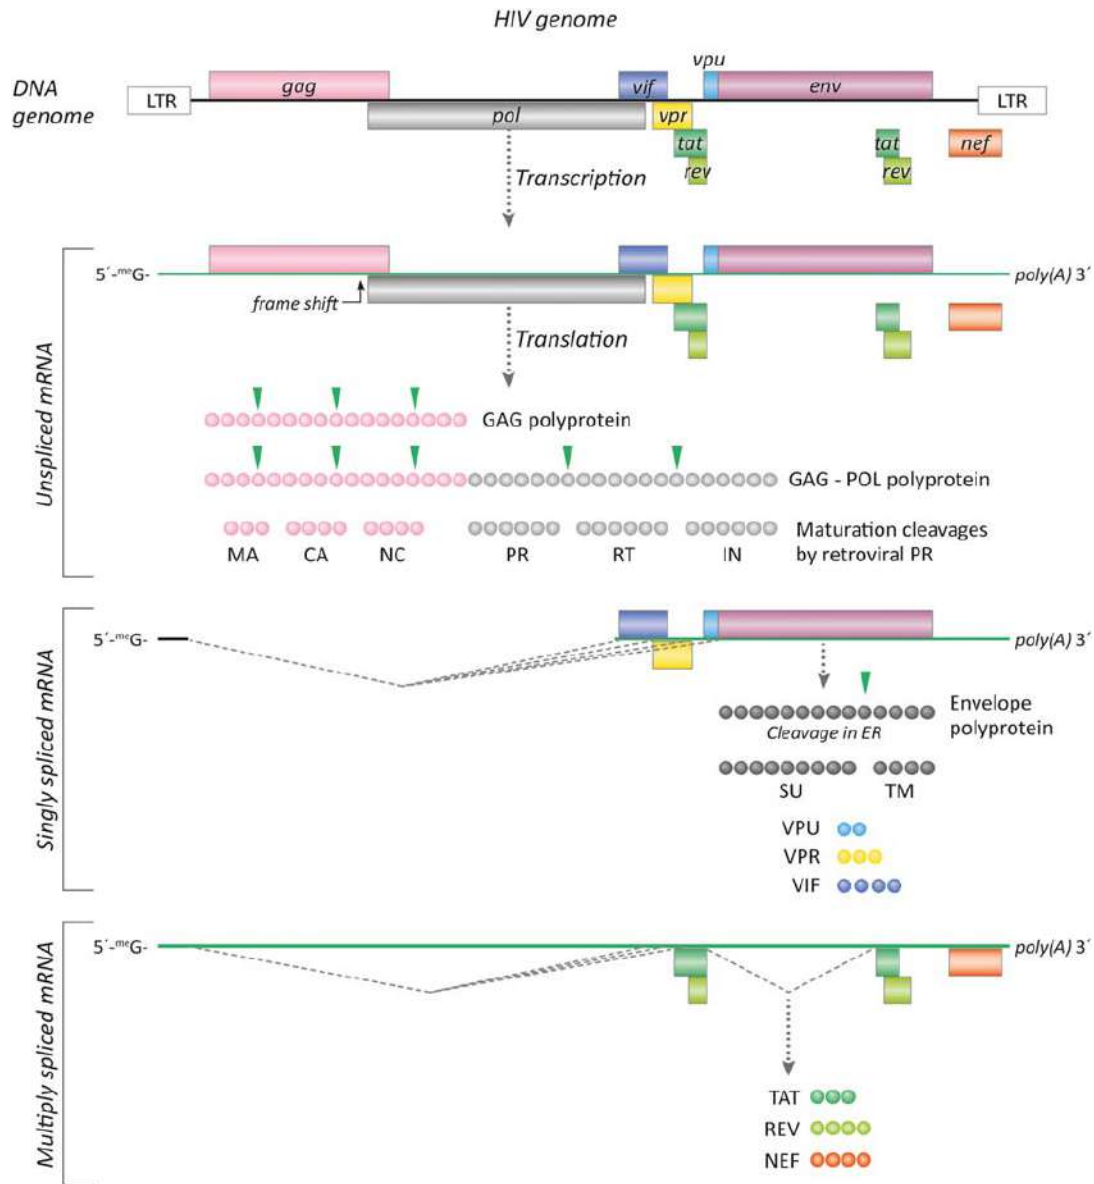 HIV genome
DNA
genome
LTR
gag
pol
vif
vpr
vpu
env
tat
rev
tat
rev
nef
LTR
Transcription
Unspliced mRNA
5´-meG-
poly(A) 3´
frame shift
Translation
GAG polyprotein
GAG - POL polyprotein
MA
CA
NC
PR
RT
IN
Maturation cleavages
by retroviral PR
Singly spliced mRNA
5´-meG-
poly(A) 3´
Envelope
polyprotein
Cleavage in ER
SU
TM
VPU
VPR
VIF
Multiply spliced mRNA
5´-meG-
poly(A) 3´
TAT
REV
NEF